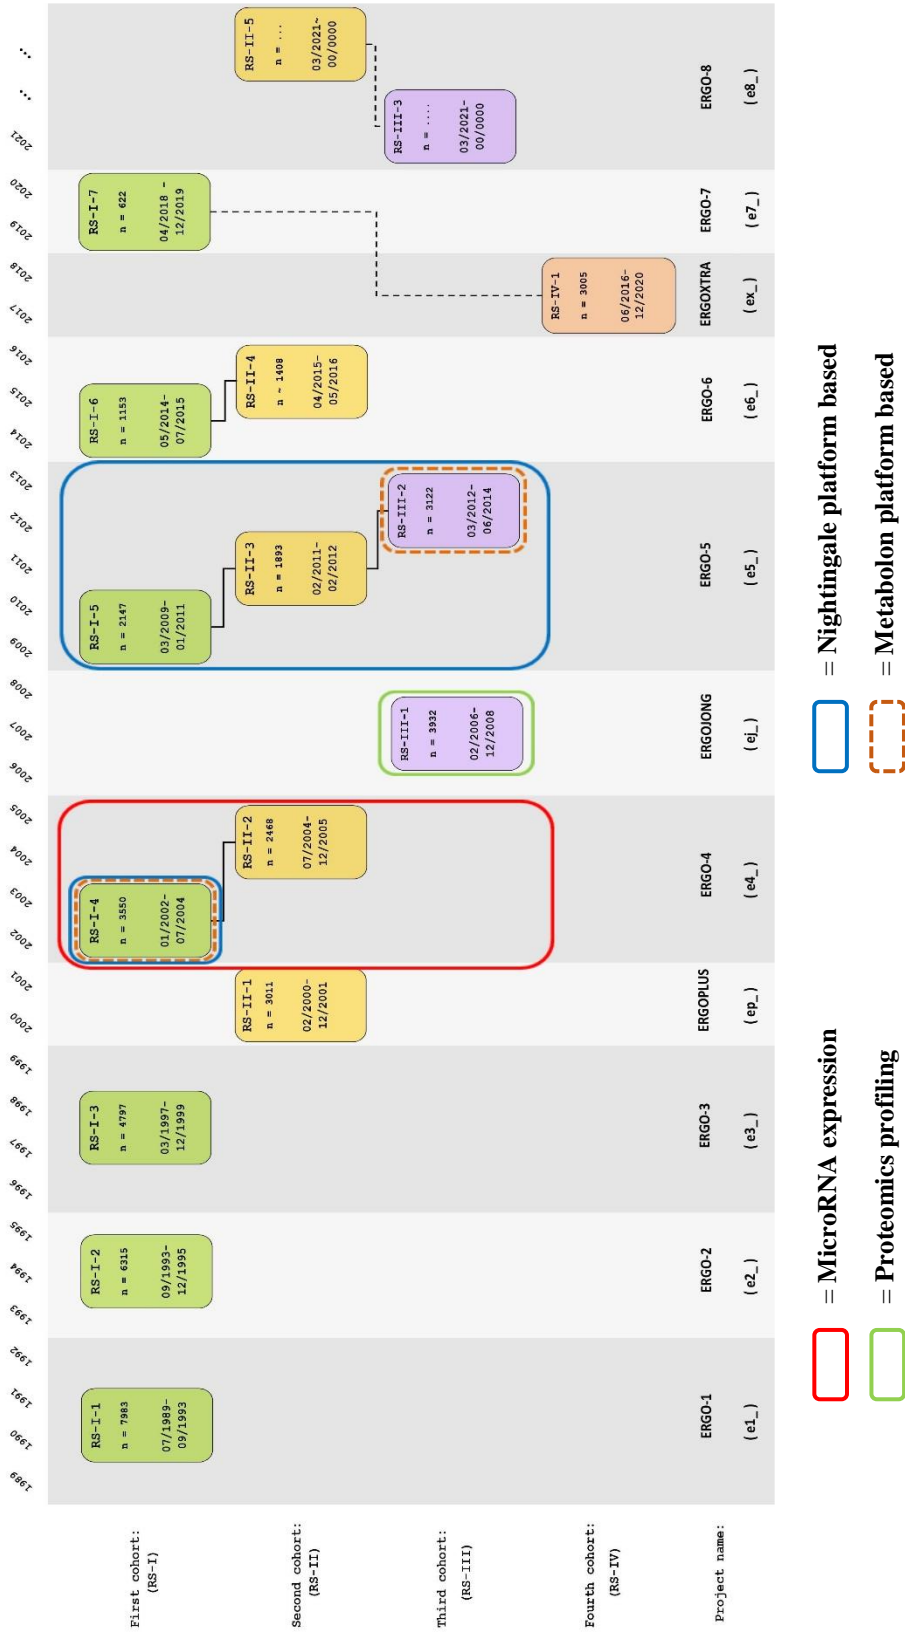 1989 1990 1991 1992 1993 1994 1995 1996 1997 1998 1999 2000 2001 2002 2003 2004 2005 2006 2007 2008 2009 2010 2011 2012 2013 2014 2015 2016 2017 2018 2019 2020 2021 ... ...
First cohort:
(RS-I)
RS-I-1
n = 7983
07/1989-
09/1993
RS-I-2
n = 6315
09/1993-
12/1995
RS-I-3
n = 4797
03/1997-
12/1999
RS-I-4
n = 3550
01/2002-
07/2004
RS-I-5
n = 2147
03/2009-
01/2011
RS-I-6
n = 1153
05/2014-
07/2015
RS-I-7
n = 622
04/2018 -
12/2019
Second cohort:
(RS-II)
RS-II-1
n = 3011
02/2000-
12/2001
RS-II-2
n = 2468
07/2004-
12/2005
RS-II-3
n = 1893
02/2011-
02/2012
RS-II-4
n ~ 1408
04/2015-
05/2016
RS-II-5
n = ...
03/2021~
00/0000
Third cohort:
(RS-III)
RS-III-1
n = 3932
02/2006-
12/2008
RS-III-2
n = 3122
03/2012-
06/2014
RS-III-3
n = ....
03/2021-
00/0000
Fourth cohort:
(RS-IV)
RS-IV-1
n = 3005
06/2016-
12/2020
Project name:
ERGO-1
(e1_)
ERGO-2
(e2_)
ERGO-3
(e3_)
ERGOPLUS
(ep_)
ERGO-4
(e4_)
ERGOJONG
(ej_)
ERGO-5
(e5_)
ERGO-6
(e6_)
ERGOXTRA
(ex_)
ERGO-7
(e7_)
ERGO-8
(e8_)
= MicroRNA expression
= Nightingale platform based
= Proteomics profiling
= Metabolon platform based